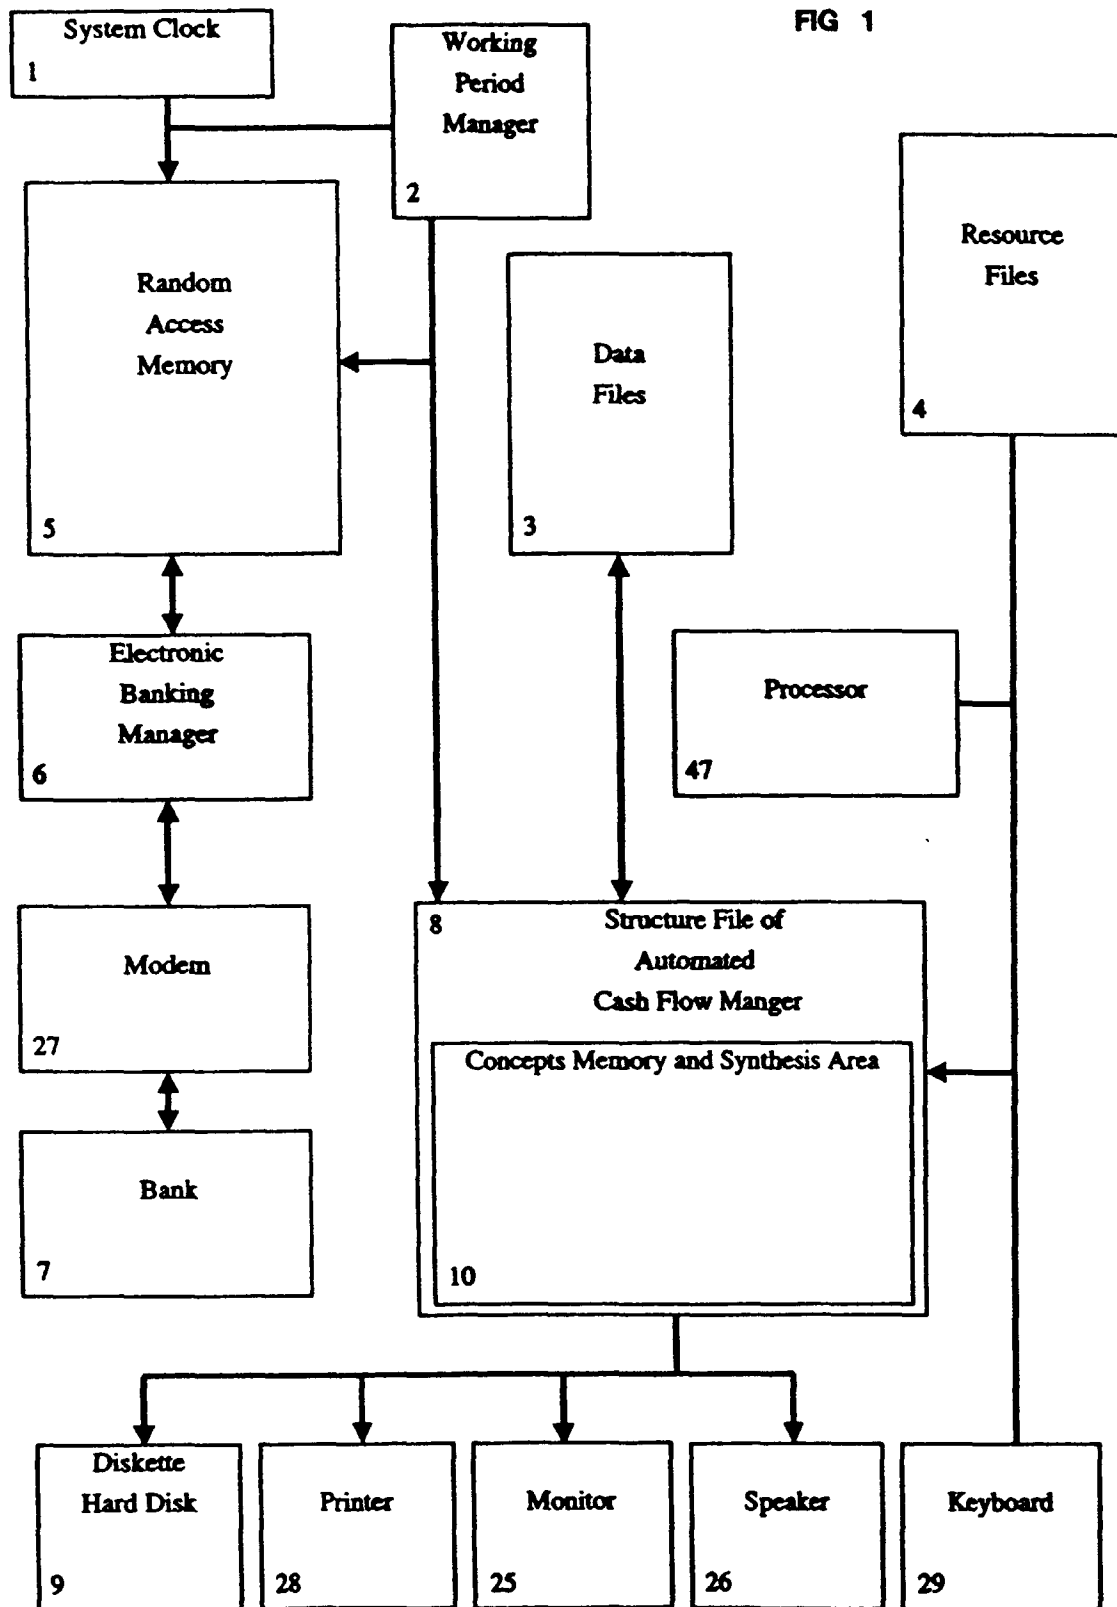 FIG 1
System Clock
1
Working
Period
Manager
2
Resource
Files
4
Random
Access
Memory
5
Data
Files
3
Electronic
Banking
Manager
6
Processor
47
Modem
27
8
Structure File of
Automated
Cash Flow Manger
Concepts Memory and Synthesis Area
10
Bank
7
Diskette
Hard Disk
9
Printer
28
Monitor
25
Speaker
26
Keyboard
29